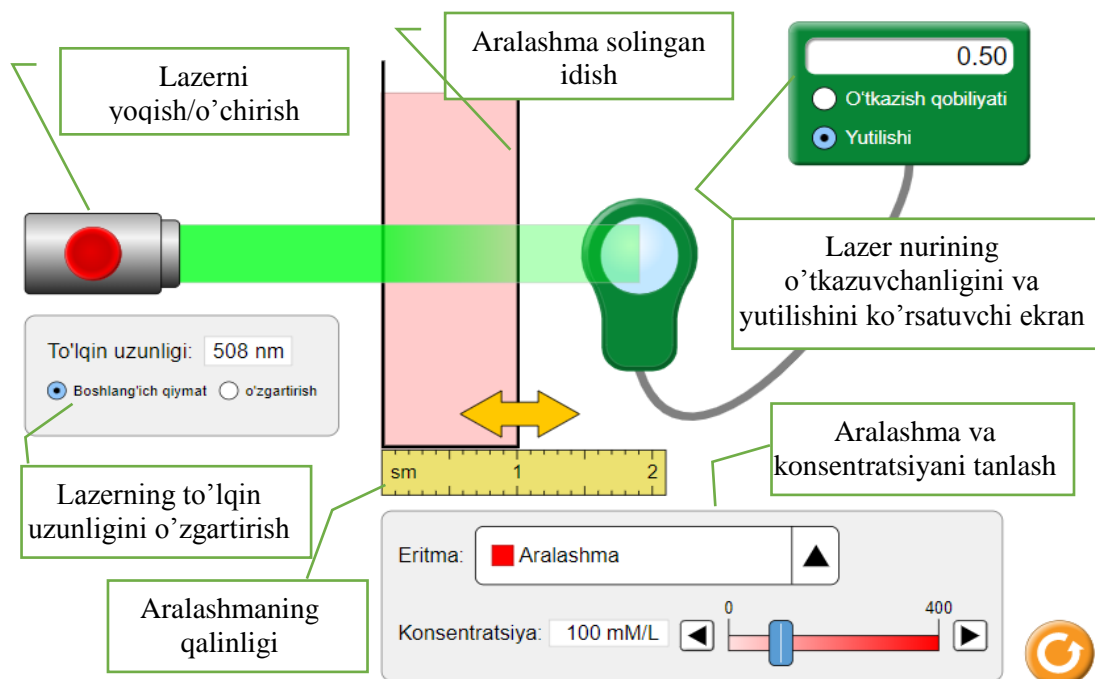 Lazerni
yoqish/o’chirish
Aralashma solingan
idish
0.50
O‘tkazish qobiliyati
Yutilishi
Lazer nurining
o’tkazuvchanligini va
yutilishini ko’rsatuvchi ekran
To'lqin uzunligi: 508 nm
Boshlang'ich qiymat o'zgartirish
Lazerning to’lqin
uzunligini o’zgartirish
sm 1 2
Aralashma va
konsentratsiyani tanlash
Aralashmaning
qalinligi
Eritma: Aralashma
0 400
Konsentratsiya: 100 mM/L